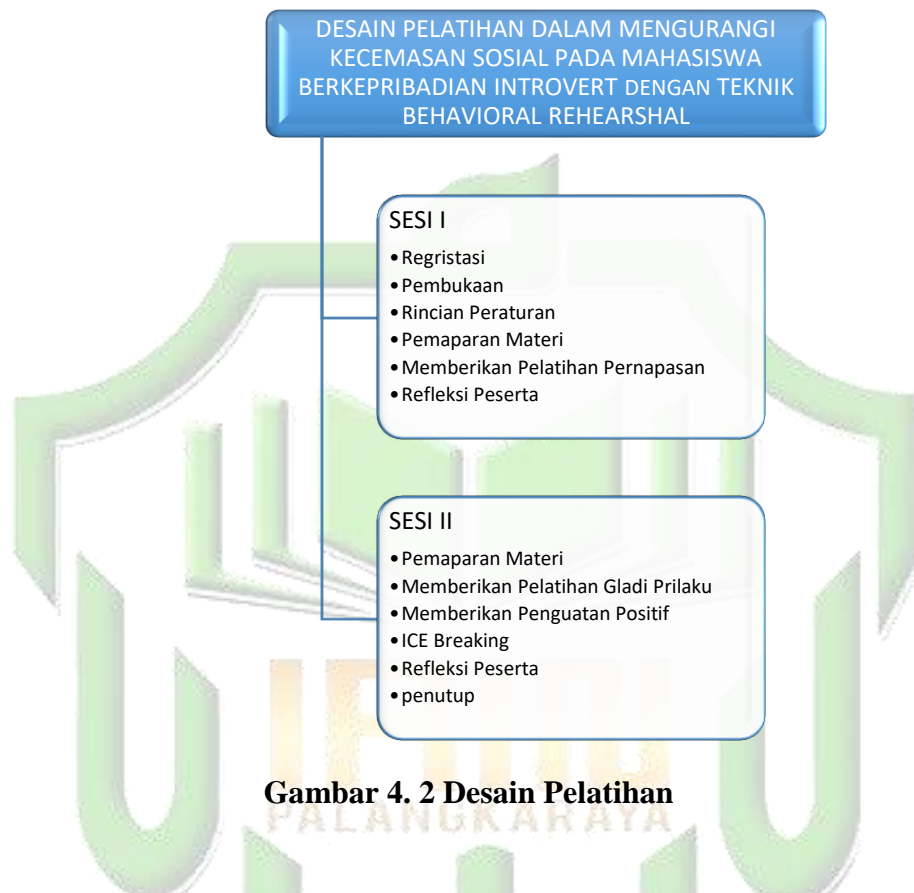 DESAIN PELATIHAN DALAM MENGURANGI
KECEMASAN SOSIAL PADA MAHASISWA
BERKEPRIBADIAN INTROVERT DENGAN TEKNIK
BEHAVIORAL REHEARSHAL
SESI I
•Regristasi
•Pembukaan
•Rincian Peraturan
•Pemaparan Materi
•Memberikan Pelatihan Pernapasan
•Refleksi Peserta
SESI II
•Pemaparan Materi
•Memberikan Pelatihan Gladi Prilaku
•Memberikan Penguatan Positif
•ICE Breaking
•Refleksi Peserta
•penutup
Gambar 4. 2 Desain Pelatihan
PALANGKARAYA